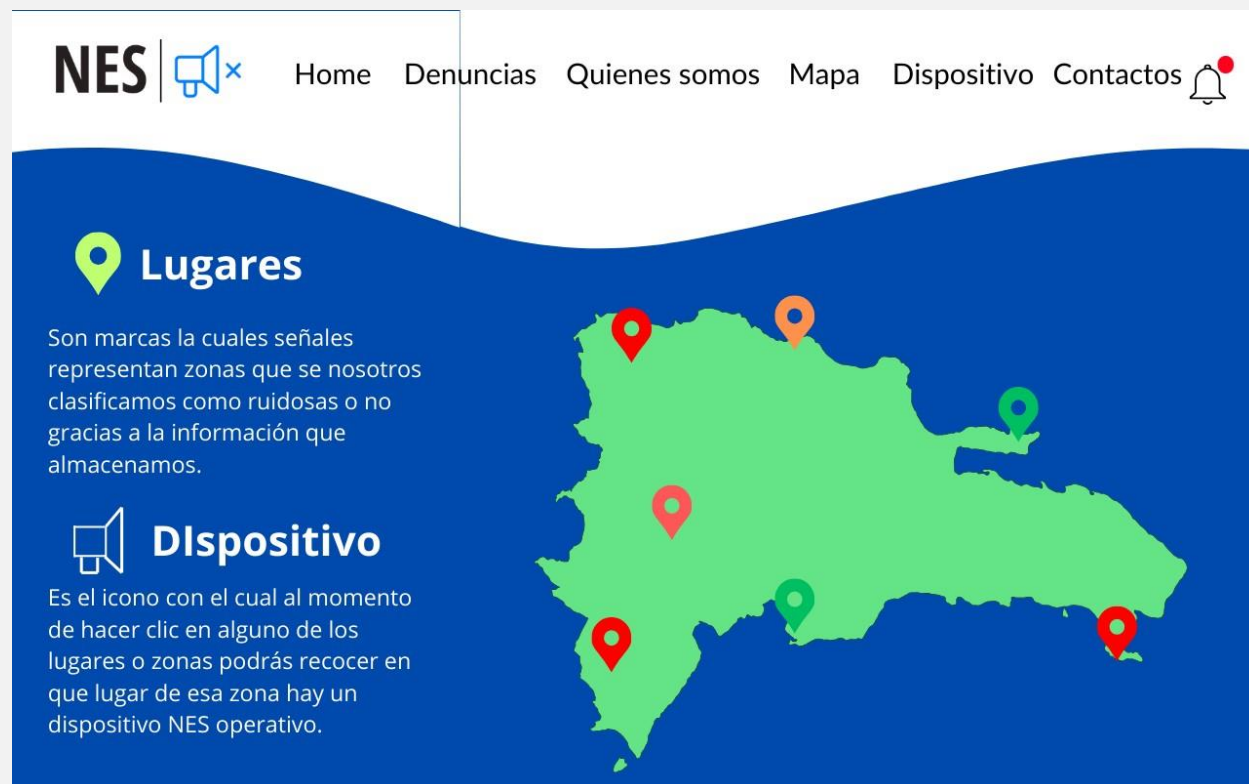 NES
Home Denuncias Quienes somos Mapa Dispositivo Contactos
Lugares
Son marcas la cuales señales
representan zonas que se nosotros
clasificamos como ruidosas o no
gracias a la información que
almacenamos.
DIspositivo
Es el icono con el cual al momento
de hacer clic en alguno de los
lugares o zonas podrás recocer en
que lugar de esa zona hay un
dispositivo NES operativo.